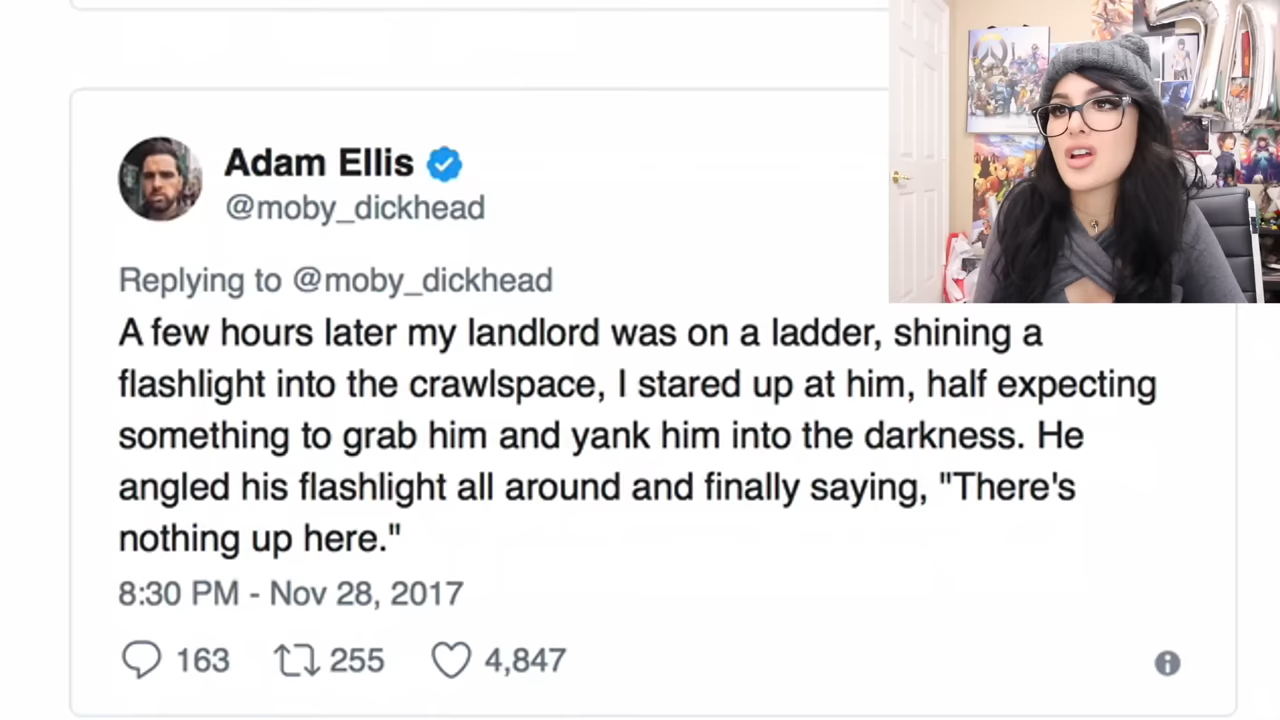 Adam Ellis
@moby_dickhead
Replying to @moby_dickhead
A few hours later my landlord was on a ladder, shining a
flashlight into the crawlspace, I stared up at him, half expecting
something to grab him and yank him into the darkness. He
angled his flashlight all around and finally saying, "There's
nothing up here."
8:30 PM - Nov 28, 2017
163 255 4,847